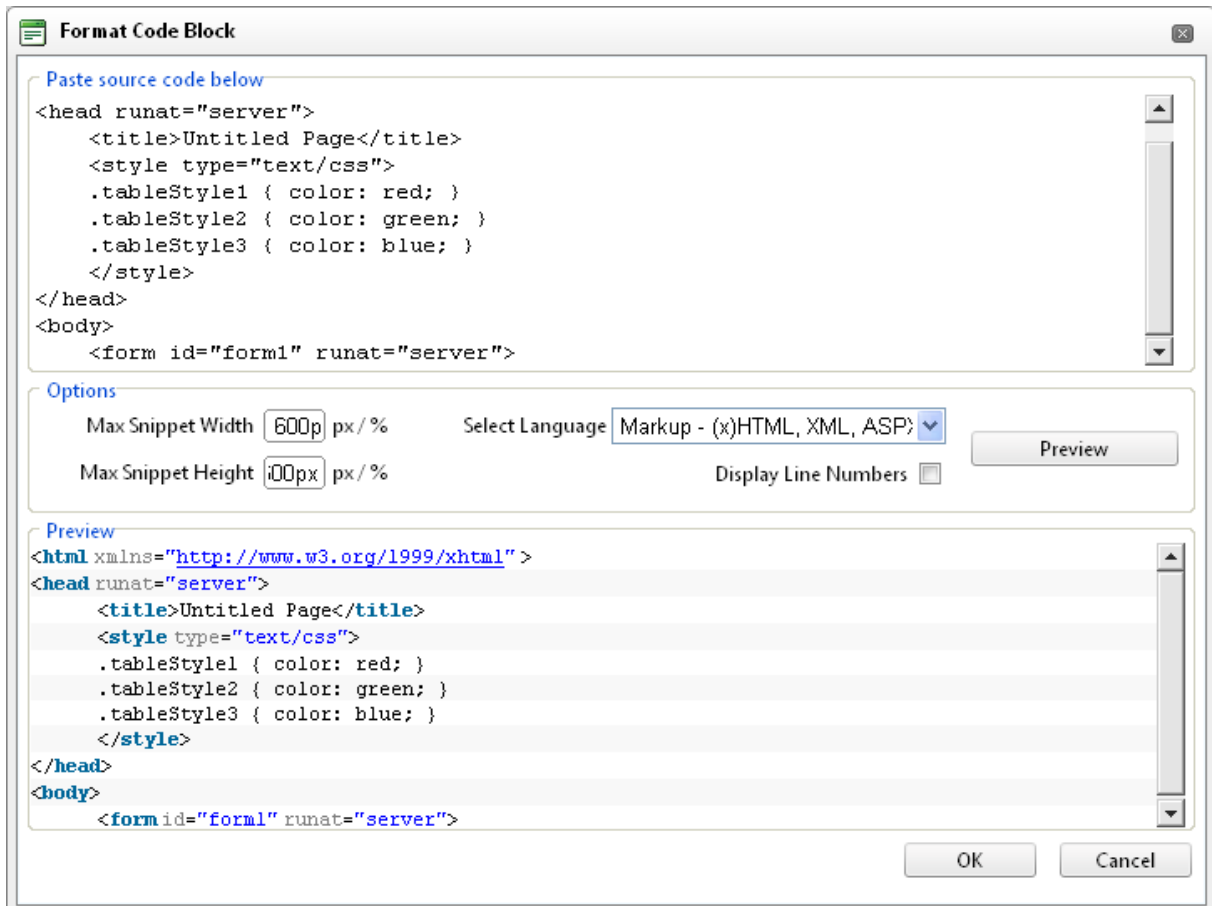 Format Code Block
Paste source code below
<head runat="server">
    <title>Untitled Page</title>
    <style type="text/css">
    .tableStyle1 { color: red; }
    .tableStyle2 { color: green; }
    .tableStyle3 { color: blue; }
    </style>
</head>
<body>
    <form id="form1" runat="server">
Options
Max Snippet Width 600p px / % Select Language Markup - (x)HTML, XML, ASP
Preview
Max Snippet Height 00px px / % Display Line Numbers
Preview
<html xmlns="http://www.w3.org/1999/xhtml" >
<head runat="server">
    <title>Untitled Page</title>
    <style type="text/css">
    .tableStyle1 { color: red; }
    .tableStyle2 { color: green; }
    .tableStyle3 { color: blue; }
    </style>
</head>
<body>
    <form id="form1" runat="server">
OK Cancel